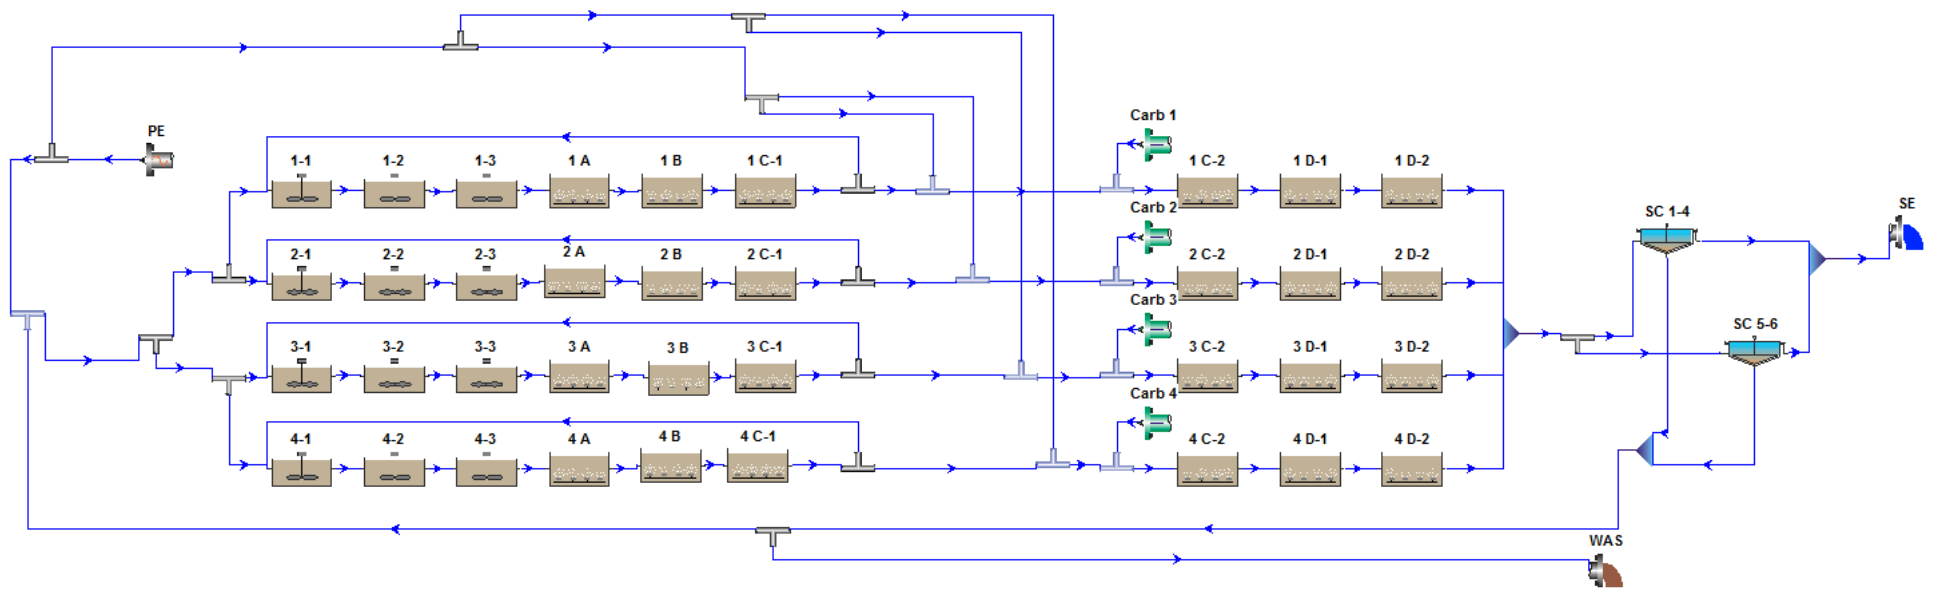 PE
Carb 1
1-1 1-2 1-3 1 A 1 B 1 C-1 1 C-2 1 D-1 1 D-2
Carb 2
2-1 2-2 2-3 2 A 2 B 2 C-1 2 C-2 2 D-1 2 D-2
Carb 3
3-1 3-2 3-3 3 A 3 B 3 C-1 3 C-2 3 D-1 3 D-2
Carb 4
4-1 4-2 4-3 4 A 4 B 4 C-1 4 C-2 4 D-1 4 D-2
SC 1-4
SE
SC 5-6
WAS